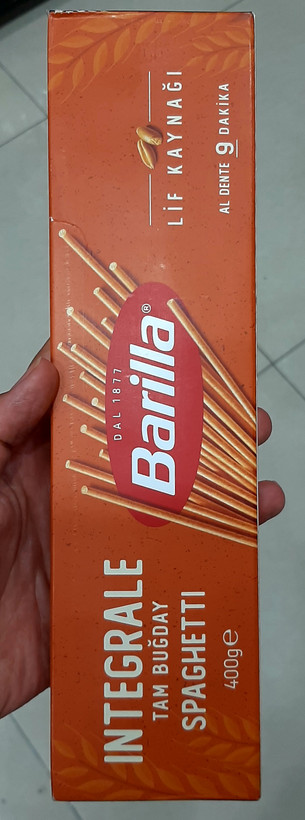 INTEGRALE
TAM BUĞDAY
SPAGHETTI
400g℮
DAL 1877
Barilla®
LİF KAYNAĞI
AL DENTE 9 DAKİKA